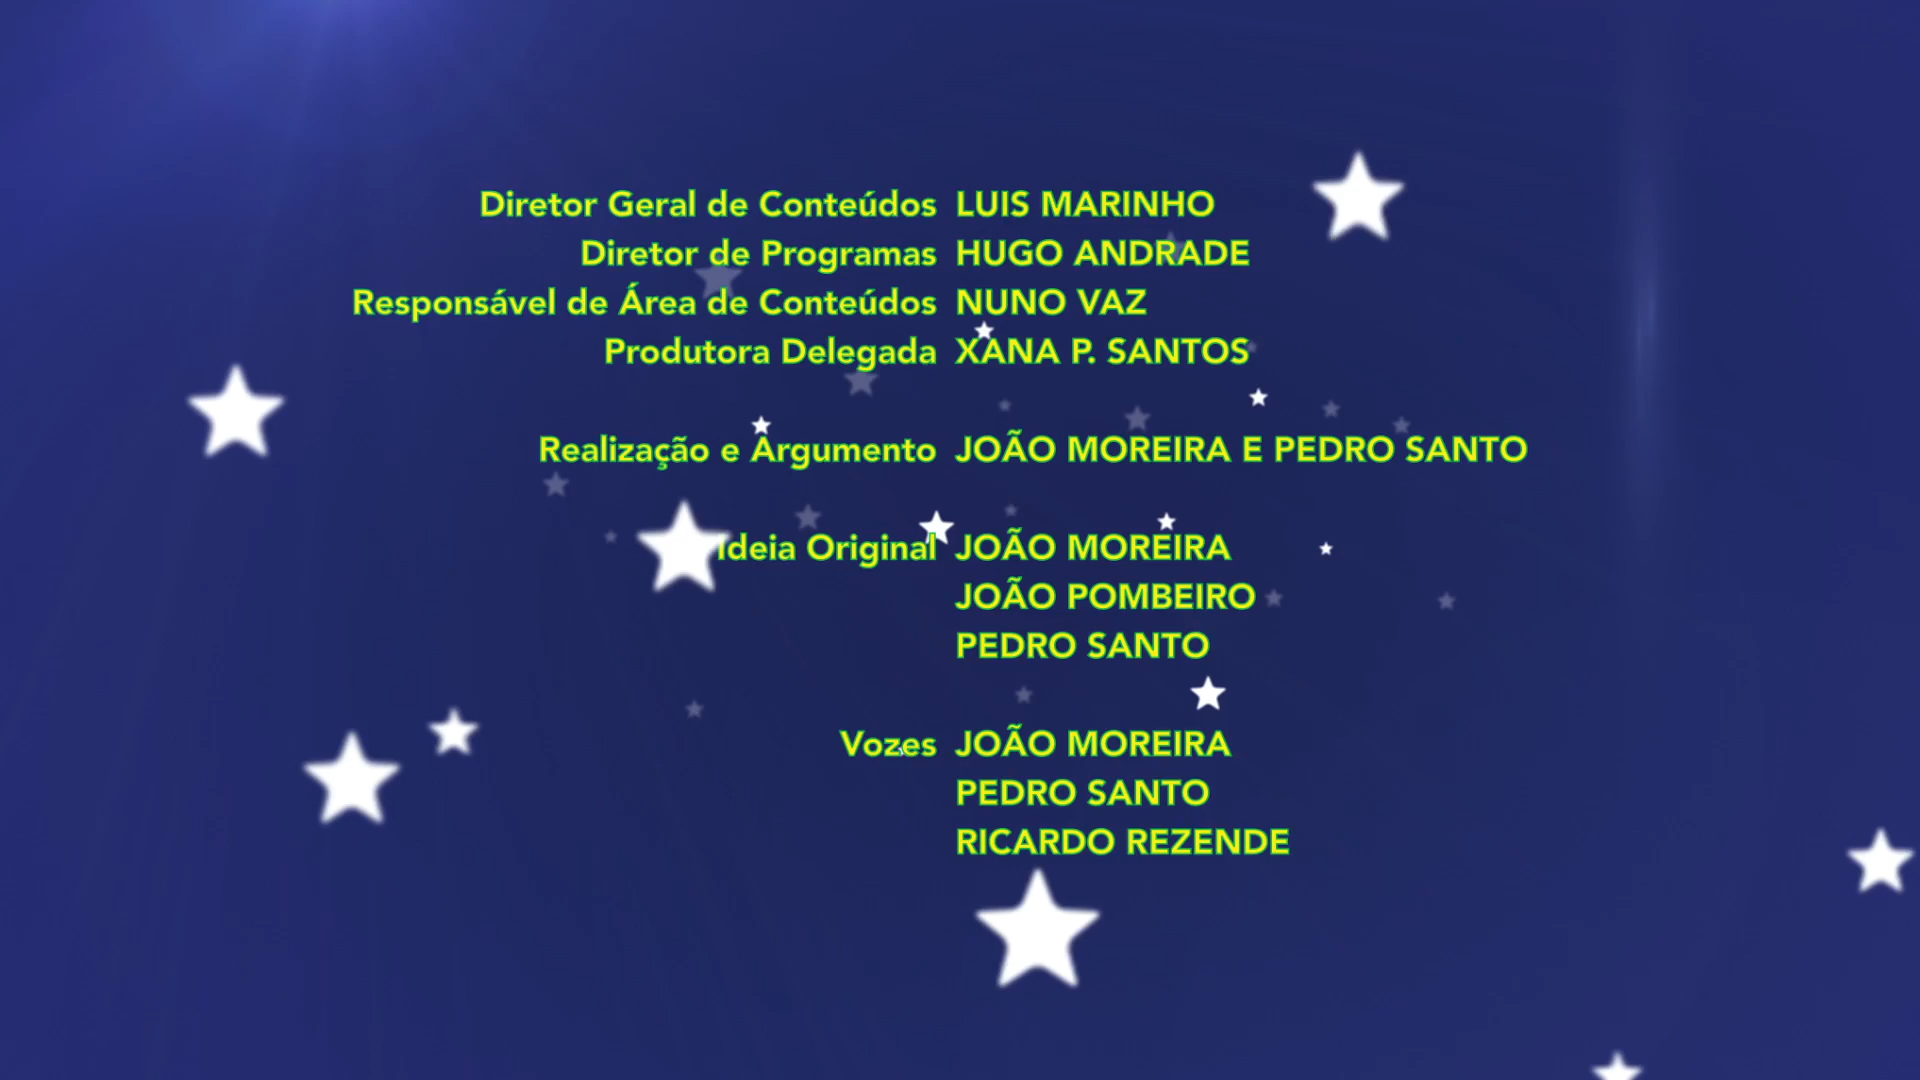 Diretor Geral de Conteúdos LUIS MARINHO
Diretor de Programas HUGO ANDRADE
Responsável de Área de Conteúdos NUNO VAZ
Produtora Delegada XANA P. SANTOS
Realização e Argumento JOÃO MOREIRA E PEDRO SANTO
Ideia Original JOÃO MOREIRA
JOÃO POMBEIRO
PEDRO SANTO
Vozes JOÃO MOREIRA
PEDRO SANTO
RICARDO REZENDE